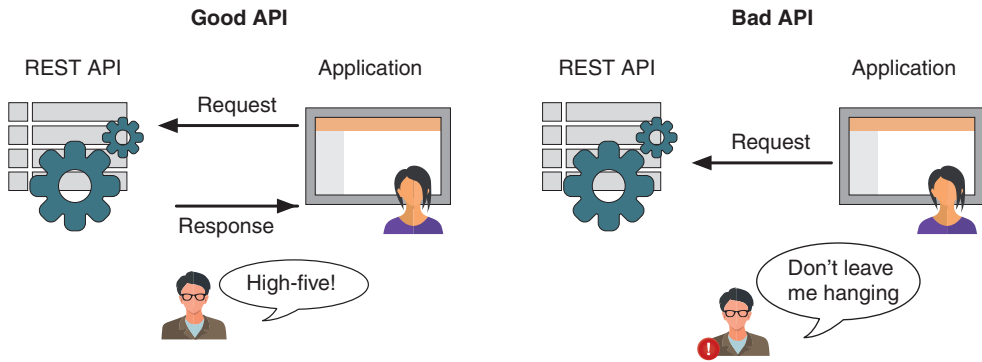 Good API
REST API
Application
Request
Response
High-five!
Bad API
REST API
Application
Request
Don’t leave
me hanging
!